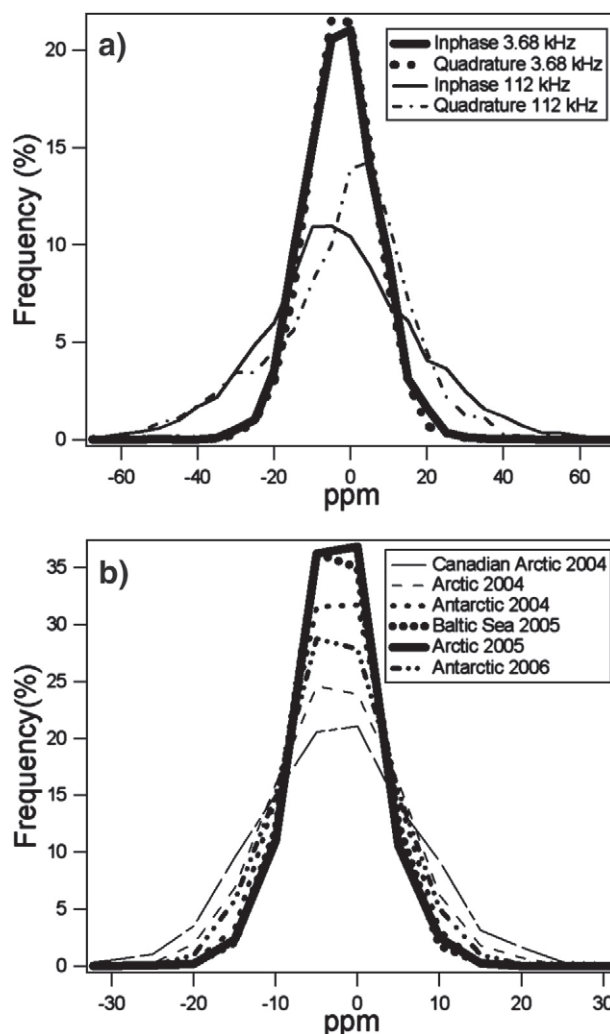 a)
Inphase 3.68 kHz
Quadrature 3.68 kHz
Inphase 112 kHz
Quadrature 112 kHz
Frequency (%)
20
15
10
5
0
-60 -40 -20 0 20 40 60
ppm
b)
Canadian Arctic 2004
Arctic 2004
Antarctic 2004
Baltic Sea 2005
Arctic 2005
Antarctic 2006
Frequency(%)
35
30
25
20
15
10
5
0
-30 -20 -10 0 10 20 30
ppm